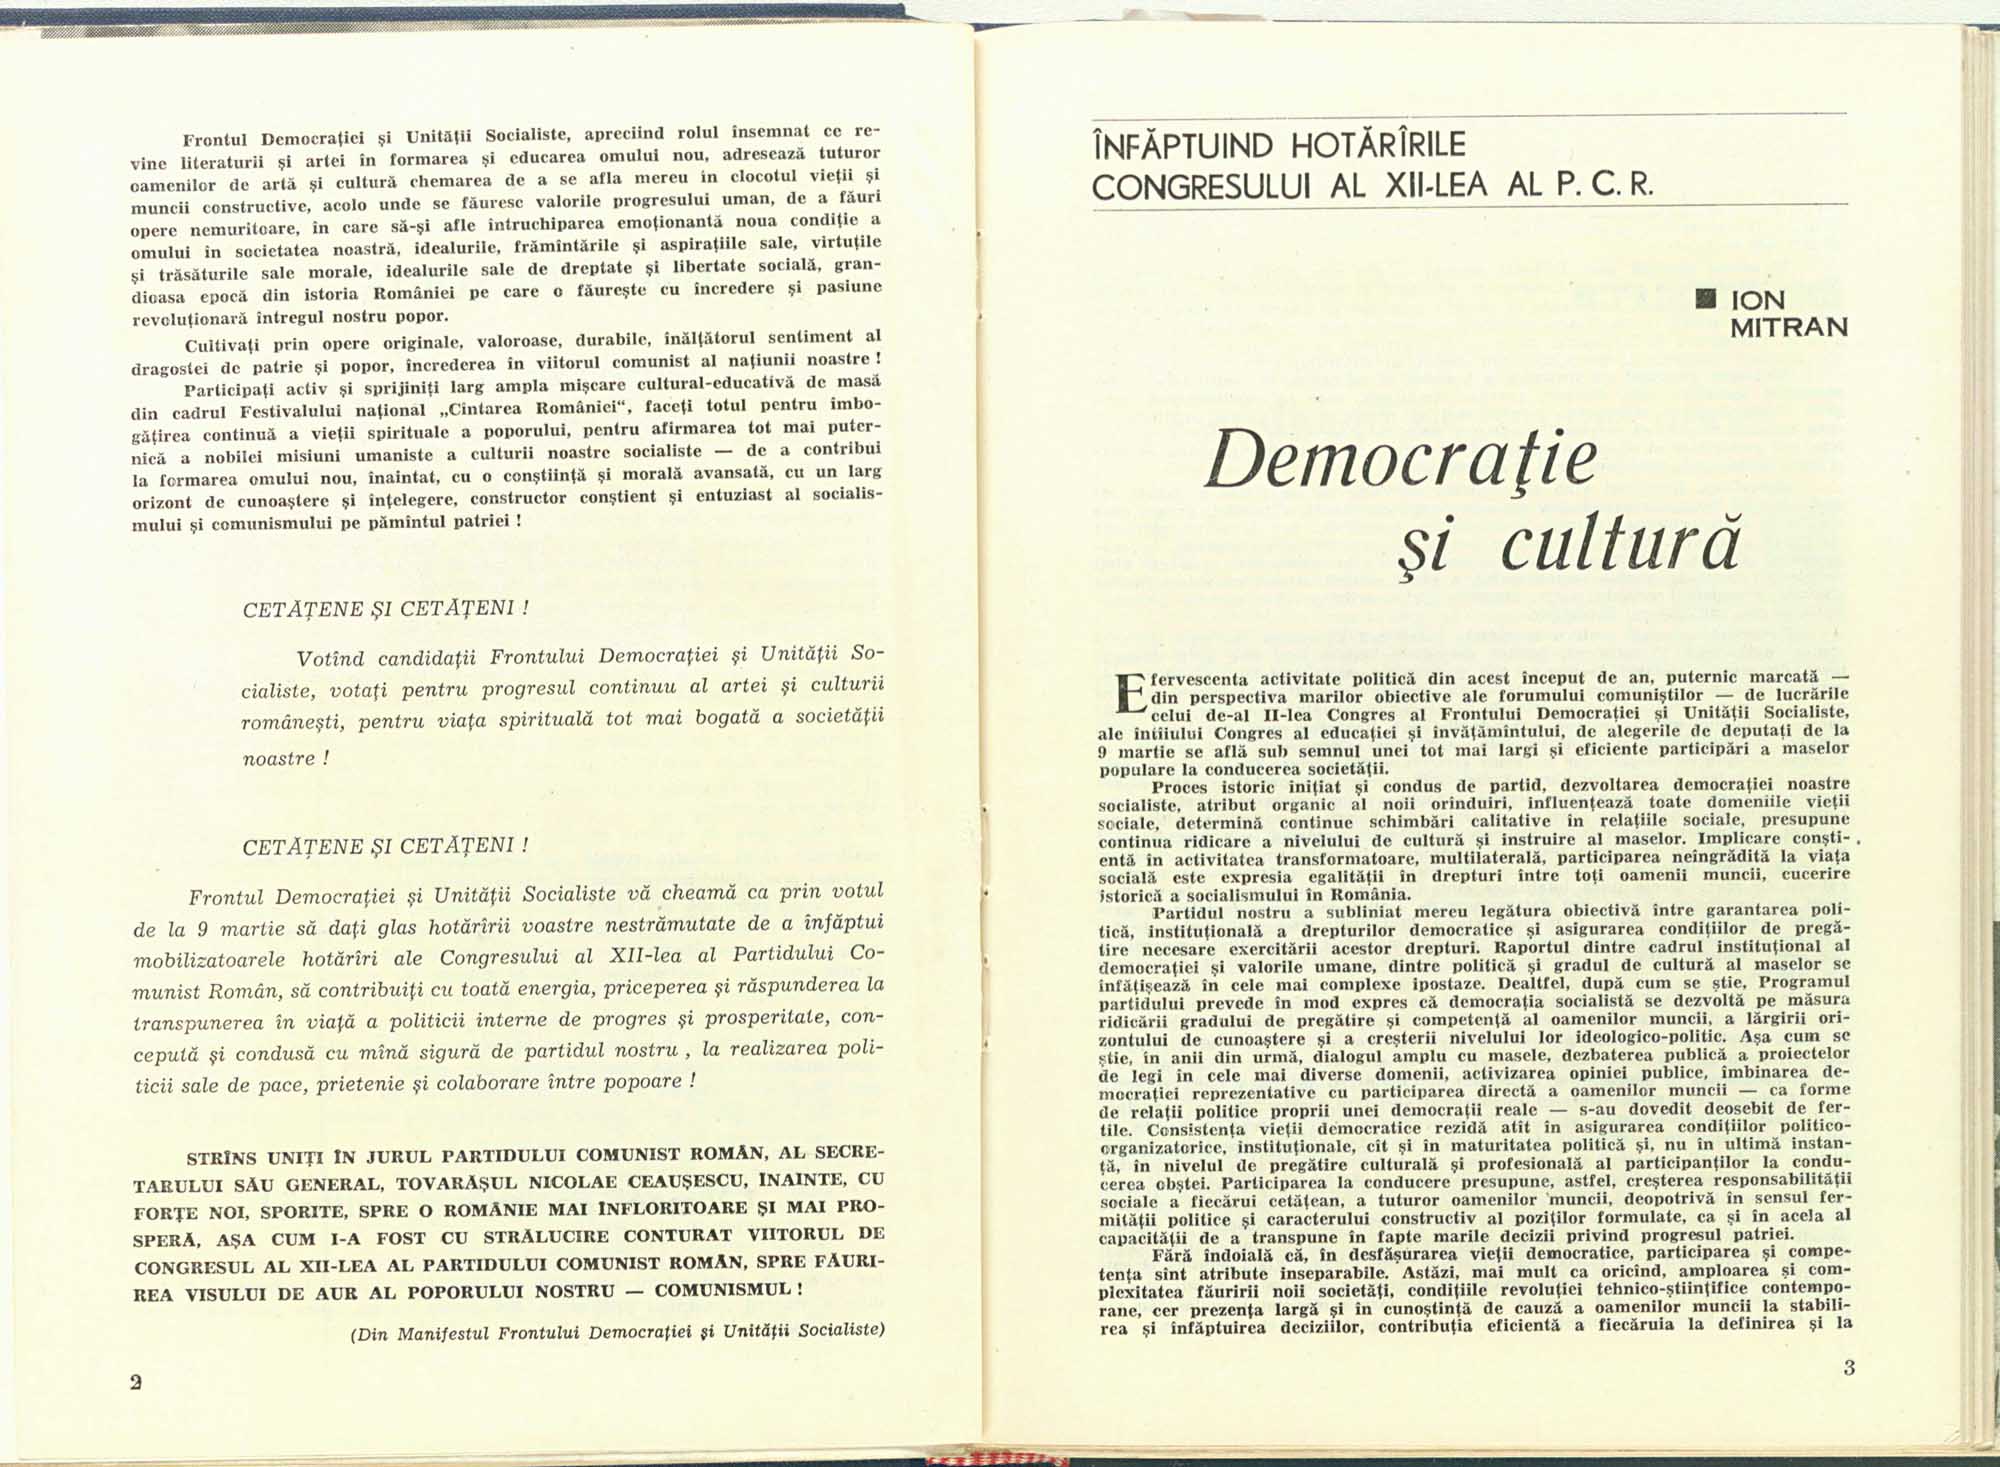 Frontul Democrației și Unității Socialiste, apreciind rolul însemnat ce re-
vine literaturii și artei în formarea și educarea omului nou, adresează tuturor
oamenilor de artă și cultură chemarea de a se afla mereu în clocotul vieții și
muncii constructive, acolo unde se făuresc valorile progresului uman, de a făuri
opere nemuritoare, în care să-și afle întruchiparea emoționantă noua condiție a
omului în societatea noastră, idealurile, frămîntările și aspirațiile sale, virtuțile
și trăsăturile sale morale, idealurile sale de dreptate și libertate socială, gran-
dioasa epocă din istoria României pe care o făurește cu încredere și pasiune
revoluționară întregul nostru popor.
Cultivați prin opere originale, valoroase, durabile, înălțătorul sentiment al
dragostei de patrie și popor, încrederea în viitorul comunist al națiunii noastre !
Participați activ și sprijiniți larg ampla mișcare cultural-educativă de masă
din cadrul Festivalului național „Cîntarea României“, faceți totul pentru îmbo-
gățirea continuă a vieții spirituale a poporului, pentru afirmarea tot mai puter-
nică a nobilei misiuni umaniste a culturii noastre socialiste — de a contribui
la formarea omului nou, înaintat, cu o conștiință și morală avansată, cu un larg
orizont de cunoaștere și înțelegere, constructor conștient și entuziast al socialis-
mului și comunismului pe pămîntul patriei !
CETĂȚENE ȘI CETĂȚENI !
Votînd candidații Frontului Democrației și Unității So-
cialiste, votați pentru progresul continuu al artei și culturii
românești, pentru viața spirituală tot mai bogată a societății
noastre !
CETĂȚENE ȘI CETĂȚENI !
Frontul Democrației și Unității Socialiste vă cheamă ca prin votul
de la 9 martie să dați glas hotărîrii voastre nestrămutate de a înfăptui
mobilizatoarele hotărîri ale Congresului al XII-lea al Partidului Co-
munist Român, să contribuiți cu toată energia, priceperea și răspunderea la
transpunerea în viață a politicii interne de progres și prosperitate, con-
cepută și condusă cu mînă sigură de partidul nostru , la realizarea poli-
ticii sale de pace, prietenie și colaborare între popoare !
STRÎNS UNIȚI ÎN JURUL PARTIDULUI COMUNIST ROMÂN, AL SECRE-
TARULUI SĂU GENERAL, TOVARĂȘUL NICOLAE CEAUȘESCU, ÎNAINTE, CU
FORȚE NOI, SPORITE, SPRE O ROMÂNIE MAI ÎNFLORITOARE ȘI MAI PRO-
SPERĂ, AȘA CUM I-A FOST CU STRĂLUCIRE CONTURAT VIITORUL DE
CONGRESUL AL XII-LEA AL PARTIDULUI COMUNIST ROMÂN, SPRE FĂURI-
REA VISULUI DE AUR AL POPORULUI NOSTRU — COMUNISMUL !
(Din Manifestul Frontului Democrației și Unității Socialiste)
2
ÎNFĂPTUIND HOTĂRÎRILE
CONGRESULUI AL XII-LEA AL P. C. R.
■ ION
MITRAN
Democrație
și cultură
Efervescenta activitate politică din acest început de an, puternic marcată —
din perspectiva marilor obiective ale forumului comuniștilor — de lucrările
celui de-al II-lea Congres al Frontului Democrației și Unității Socialiste,
ale întîiului Congres al educației și învățămîntului, de alegerile de deputați de la
9 martie se află sub semnul unei tot mai largi și eficiente participări a maselor
populare la conducerea societății.
Proces istoric inițiat și condus de partid, dezvoltarea democrației noastre
socialiste, atribut organic al noii orînduiri, influențează toate domeniile vieții
sociale, determină continue schimbări calitative în relațiile sociale, presupune
continua ridicare a nivelului de cultură și instruire al maselor. Implicare conști-
entă în activitatea transformatoare, multilaterală, participarea neîngrădită la viața
socială este expresia egalității în drepturi între toți oamenii muncii, cucerire
istorică a socialismului în România.
Partidul nostru a subliniat mereu legătura obiectivă între garantarea poli-
tică, instituțională a drepturilor democratice și asigurarea condițiilor de pregă-
tire necesare exercitării acestor drepturi. Raportul dintre cadrul instituțional al
democrației și valorile umane, dintre politică și gradul de cultură al maselor se
înfățișează în cele mai complexe ipostaze. Dealtfel, după cum se știe, Programul
partidului prevede în mod expres că democrația socialistă se dezvoltă pe măsura
ridicării gradului de pregătire și competență al oamenilor muncii, a lărgirii ori-
zontului de cunoaștere și a creșterii nivelului lor ideologico-politic. Așa cum se
știe, în anii din urmă, dialogul amplu cu masele, dezbaterea publică a proiectelor
de legi în cele mai diverse domenii, activizarea opiniei publice, îmbinarea de-
mocrației reprezentative cu participarea directă a oamenilor muncii — ca forme
de relații politice proprii unei democrații reale — s-au dovedit deosebit de fer-
tile. Consistența vieții democratice rezidă atît în asigurarea condițiilor politico-
organizatorice, instituționale, cît și în maturitatea politică și, nu în ultimă instan-
ță, în nivelul de pregătire culturală și profesională al participanților la condu-
cerea obștei. Participarea la conducere presupune, astfel, creșterea responsabilității
sociale a fiecărui cetățean, a tuturor oamenilor muncii, deopotrivă în sensul fer-
mității politice și caracterului constructiv al pozițiilor formulate, ca și în acela al
capacității de a transpune în fapte marile decizii privind progresul patriei.
Fără îndoială că, în desfășurarea vieții democratice, participarea și compe-
tența sînt atribute inseparabile. Astăzi, mai mult ca oricînd, amploarea și com-
plexitatea făuririi noii societăți, condițiile revoluției tehnico-științifice contempo-
rane, cer prezența largă și în cunoștință de cauză a oamenilor muncii la stabili-
rea și înfăptuirea deciziilor, contribuția eficientă a fiecăruia la definirea și la
3